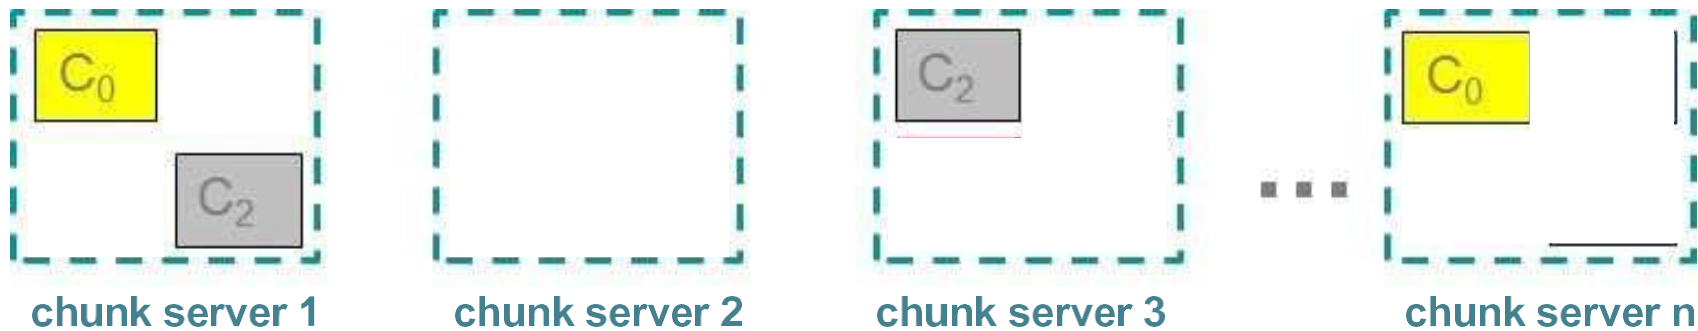 C₀
C₂
C₂
C₀
...
chunk server 1
chunk server 2
chunk server 3
chunk server n